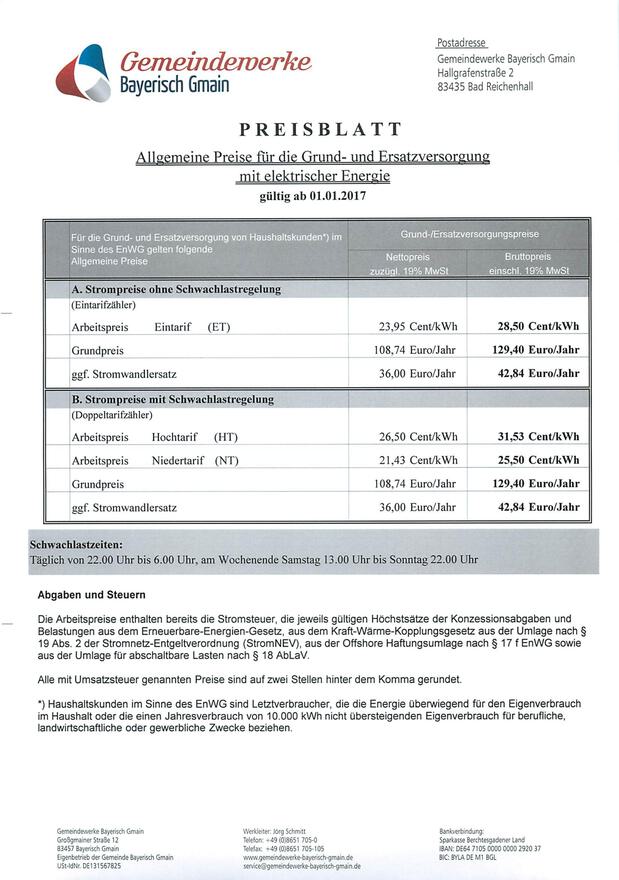 Gemeindewerke
Bayerisch Gmain
Postadresse
Gemeindewerke Bayerisch Gmain
Hallgrafenstraße 2
83435 Bad Reichenhall
PREISBLATT
Allgemeine Preise für die Grund- und Ersatzversorgung
mit elektrischer Energie
gültig ab 01.01.2017
Für die Grund- und Ersatzversorgung von Haushaltskunden*) im
Sinne des EnWG gelten folgende
Allgemeine Preise
Grund-/Ersatzversorgungspreise
Nettopreis
zuzügl. 19% MwSt
Bruttopreis
einschl. 19% MwSt
A. Strompreise ohne Schwachlastregelung
(Eintarifzähler)
Arbeitspreis Eintarif (ET) 23,95 Cent/kWh 28,50 Cent/kWh
Grundpreis 108,74 Euro/Jahr 129,40 Euro/Jahr
ggf. Stromwandlersatz 36,00 Euro/Jahr 42,84 Euro/Jahr
B. Strompreise mit Schwachlastregelung
(Doppeltarifzähler)
Arbeitspreis Hochtarif (HT) 26,50 Cent/kWh 31,53 Cent/kWh
Arbeitspreis Niedertarif (NT) 21,43 Cent/kWh 25,50 Cent/kWh
Grundpreis 108,74 Euro/Jahr 129,40 Euro/Jahr
ggf. Stromwandlersatz 36,00 Euro/Jahr 42,84 Euro/Jahr
Schwachlastzeiten:
Täglich von 22.00 Uhr bis 6.00 Uhr, am Wochenende Samstag 13.00 Uhr bis Sonntag 22.00 Uhr
Abgaben und Steuern
Die Arbeitspreise enthalten bereits die Stromsteuer, die jeweils gültigen Höchstsätze der Konzessionsabgaben und
Belastungen aus dem Erneuerbare-Energien-Gesetz, aus dem Kraft-Wärme-Kopplungsgesetz aus der Umlage nach §
19 Abs. 2 der Stromnetz-Entgeltverordnung (StromNEV), aus der Offshore Haftungsumlage nach § 17 f EnWG sowie
aus der Umlage für abschaltbare Lasten nach § 18 AbLaV.
Alle mit Umsatzsteuer genannten Preise sind auf zwei Stellen hinter dem Komma gerundet.
*) Haushaltskunden im Sinne des EnWG sind Letztverbraucher, die die Energie überwiegend für den Eigenverbrauch
im Haushalt oder die einen Jahresverbrauch von 10.000 kWh nicht übersteigenden Eigenverbrauch für berufliche,
landwirtschaftliche oder gewerbliche Zwecke beziehen.
Gemeindewerke Bayerisch Gmain
Großgmainer Straße 12
83457 Bayerisch Gmain
Eigenbetrieb der Gemeinde Bayerisch Gmain
USt-IdNr. DE131567825
Werkleiter: Jörg Schmitt
Telefon: +49 (0)8651 705-0
Telefax: +49 (0)8651 705-105
www.gemeindewerke-bayerisch-gmain.de
service@gemeindewerke-bayerisch-gmain.de
Bankverbindung:
Sparkasse Berchtesgadener Land
IBAN: DE64 7105 0000 0000 2920 37
BIC: BYLA DE M1 BGL